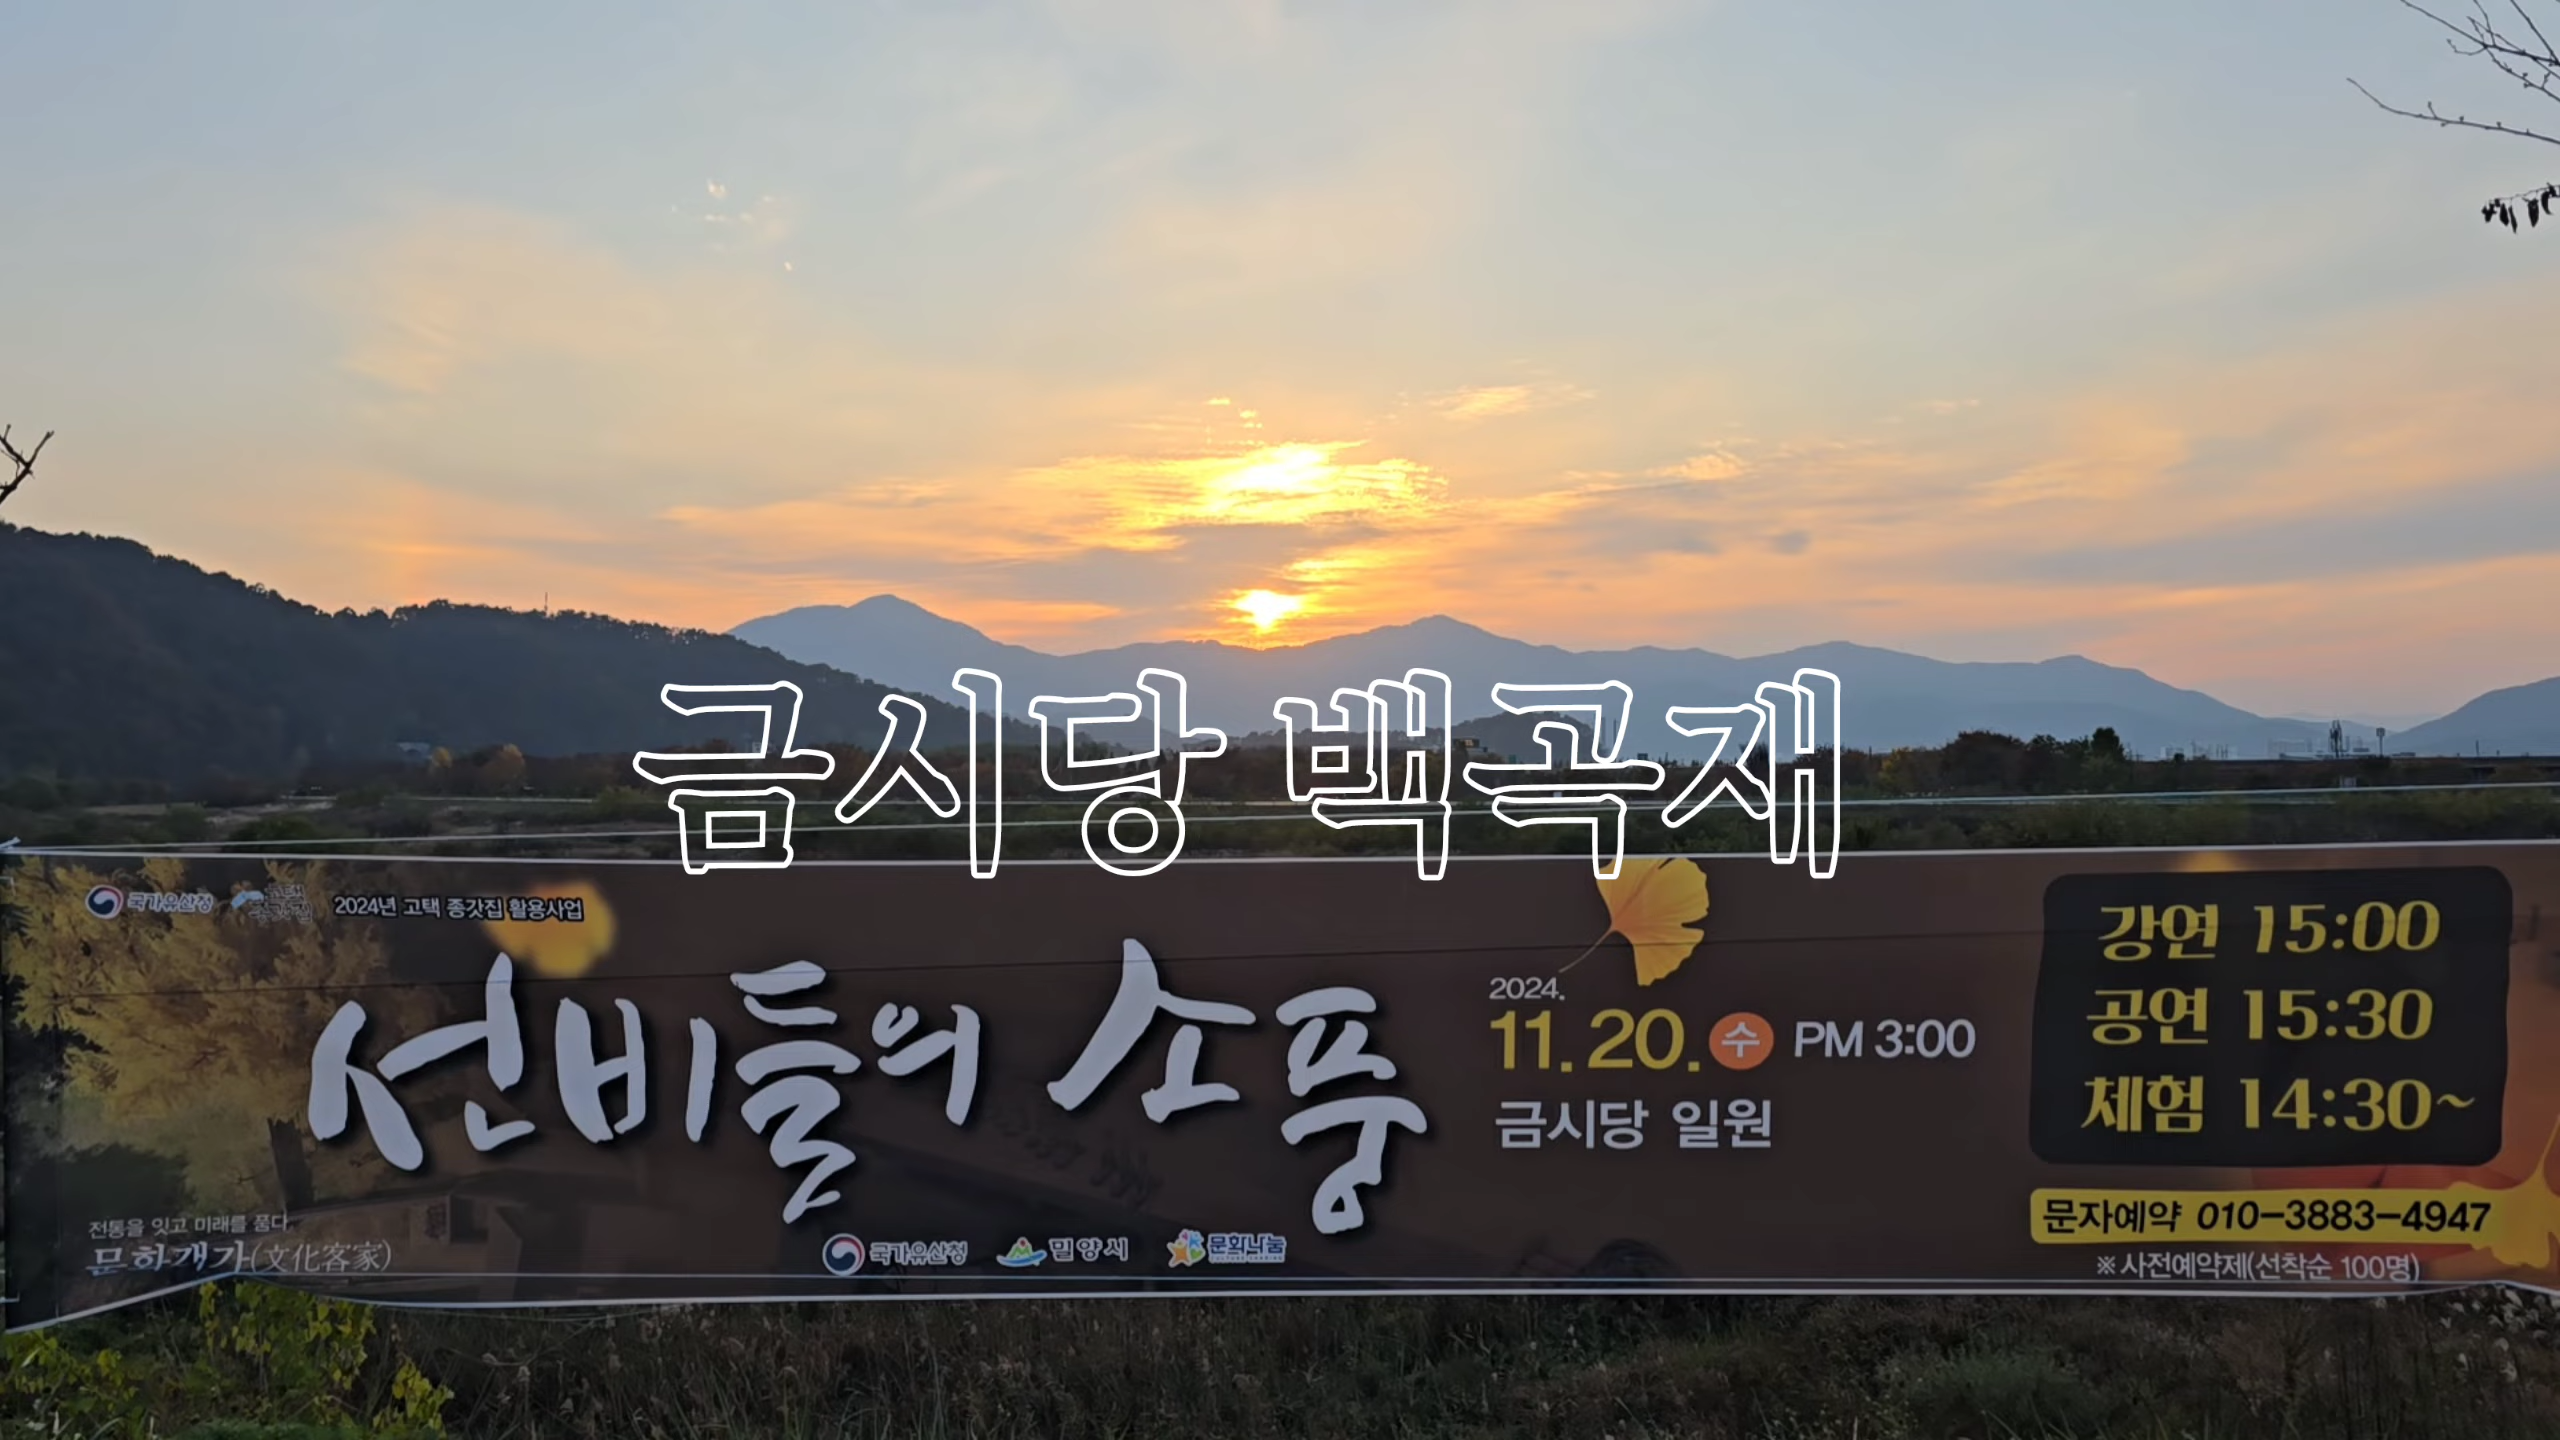 금시당 백곡재
국가유산청 고택 종갓집 2024년 고택 종갓집 활용사업
선비들의 소풍
2024.
11. 20. 수 PM 3:00
금시당 일원
강연 15:00
공연 15:30
체험 14:30~
문자예약 010-3883-4947
※사전예약제(선착순 100명)
전통을 잇고 미래를 품다.
문화객가(文化客家)
국가유산청 밀양시 문화나눔